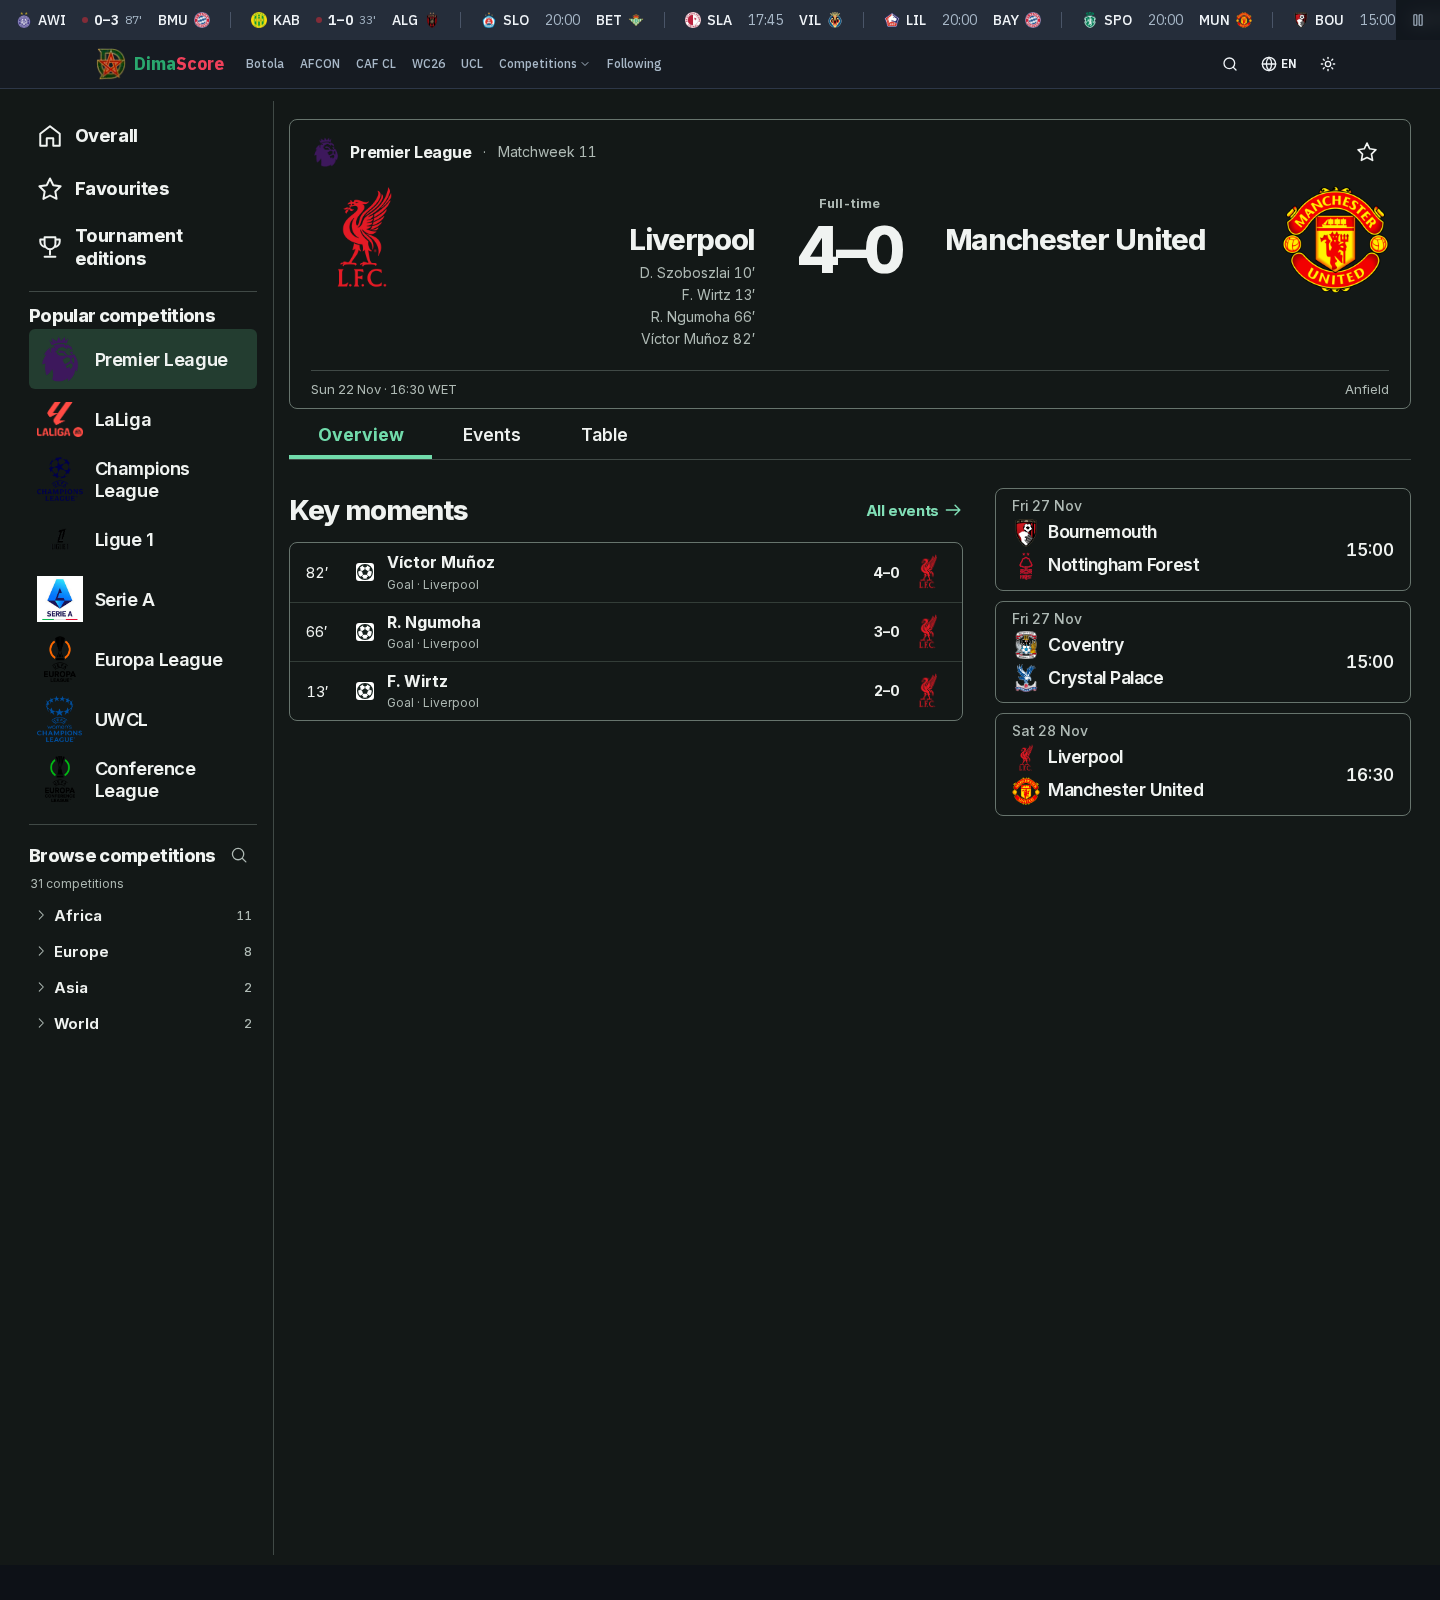 AWI 0–3 87' BMU KAB 1–0 33' ALG SLO 20:00 BET SLA 17:45 VIL LIL 20:00 BAY SPO 20:00 MUN BOU 15:00
DimaScore Botola AFCON CAF CL WC26 UCL Competitions Following EN
Overall
Favourites
Tournament
editions
Popular competitions
Premier League
LaLiga
LALIGA
Champions
League
Ligue 1
Serie A
SERIE A
Europa League
EUROPA
UWCL
CHAMPIONS
LEAGUE
Conference
League
Browse competitions
31 competitions
Africa 11
Europe 8
Asia 2
World 2
Premier League · Matchweek 11
L.F.C.
Full-time
Liverpool 4–0 Manchester United
MANCHESTER
UNITED
D. Szoboszlai 10′
F. Wirtz 13′
R. Ngumoha 66′
Víctor Muñoz 82′
Sun 22 Nov · 16:30 WET Anfield
Overview Events Table
Key moments All events
82′ Víctor Muñoz 4–0
Goal · Liverpool
66′ R. Ngumoha 3–0
Goal · Liverpool
13′ F. Wirtz 2–0
Goal · Liverpool
Fri 27 Nov
Bournemouth
Nottingham Forest
15:00
Fri 27 Nov
Coventry
Crystal Palace
15:00
Sat 28 Nov
Liverpool
Manchester United
16:30